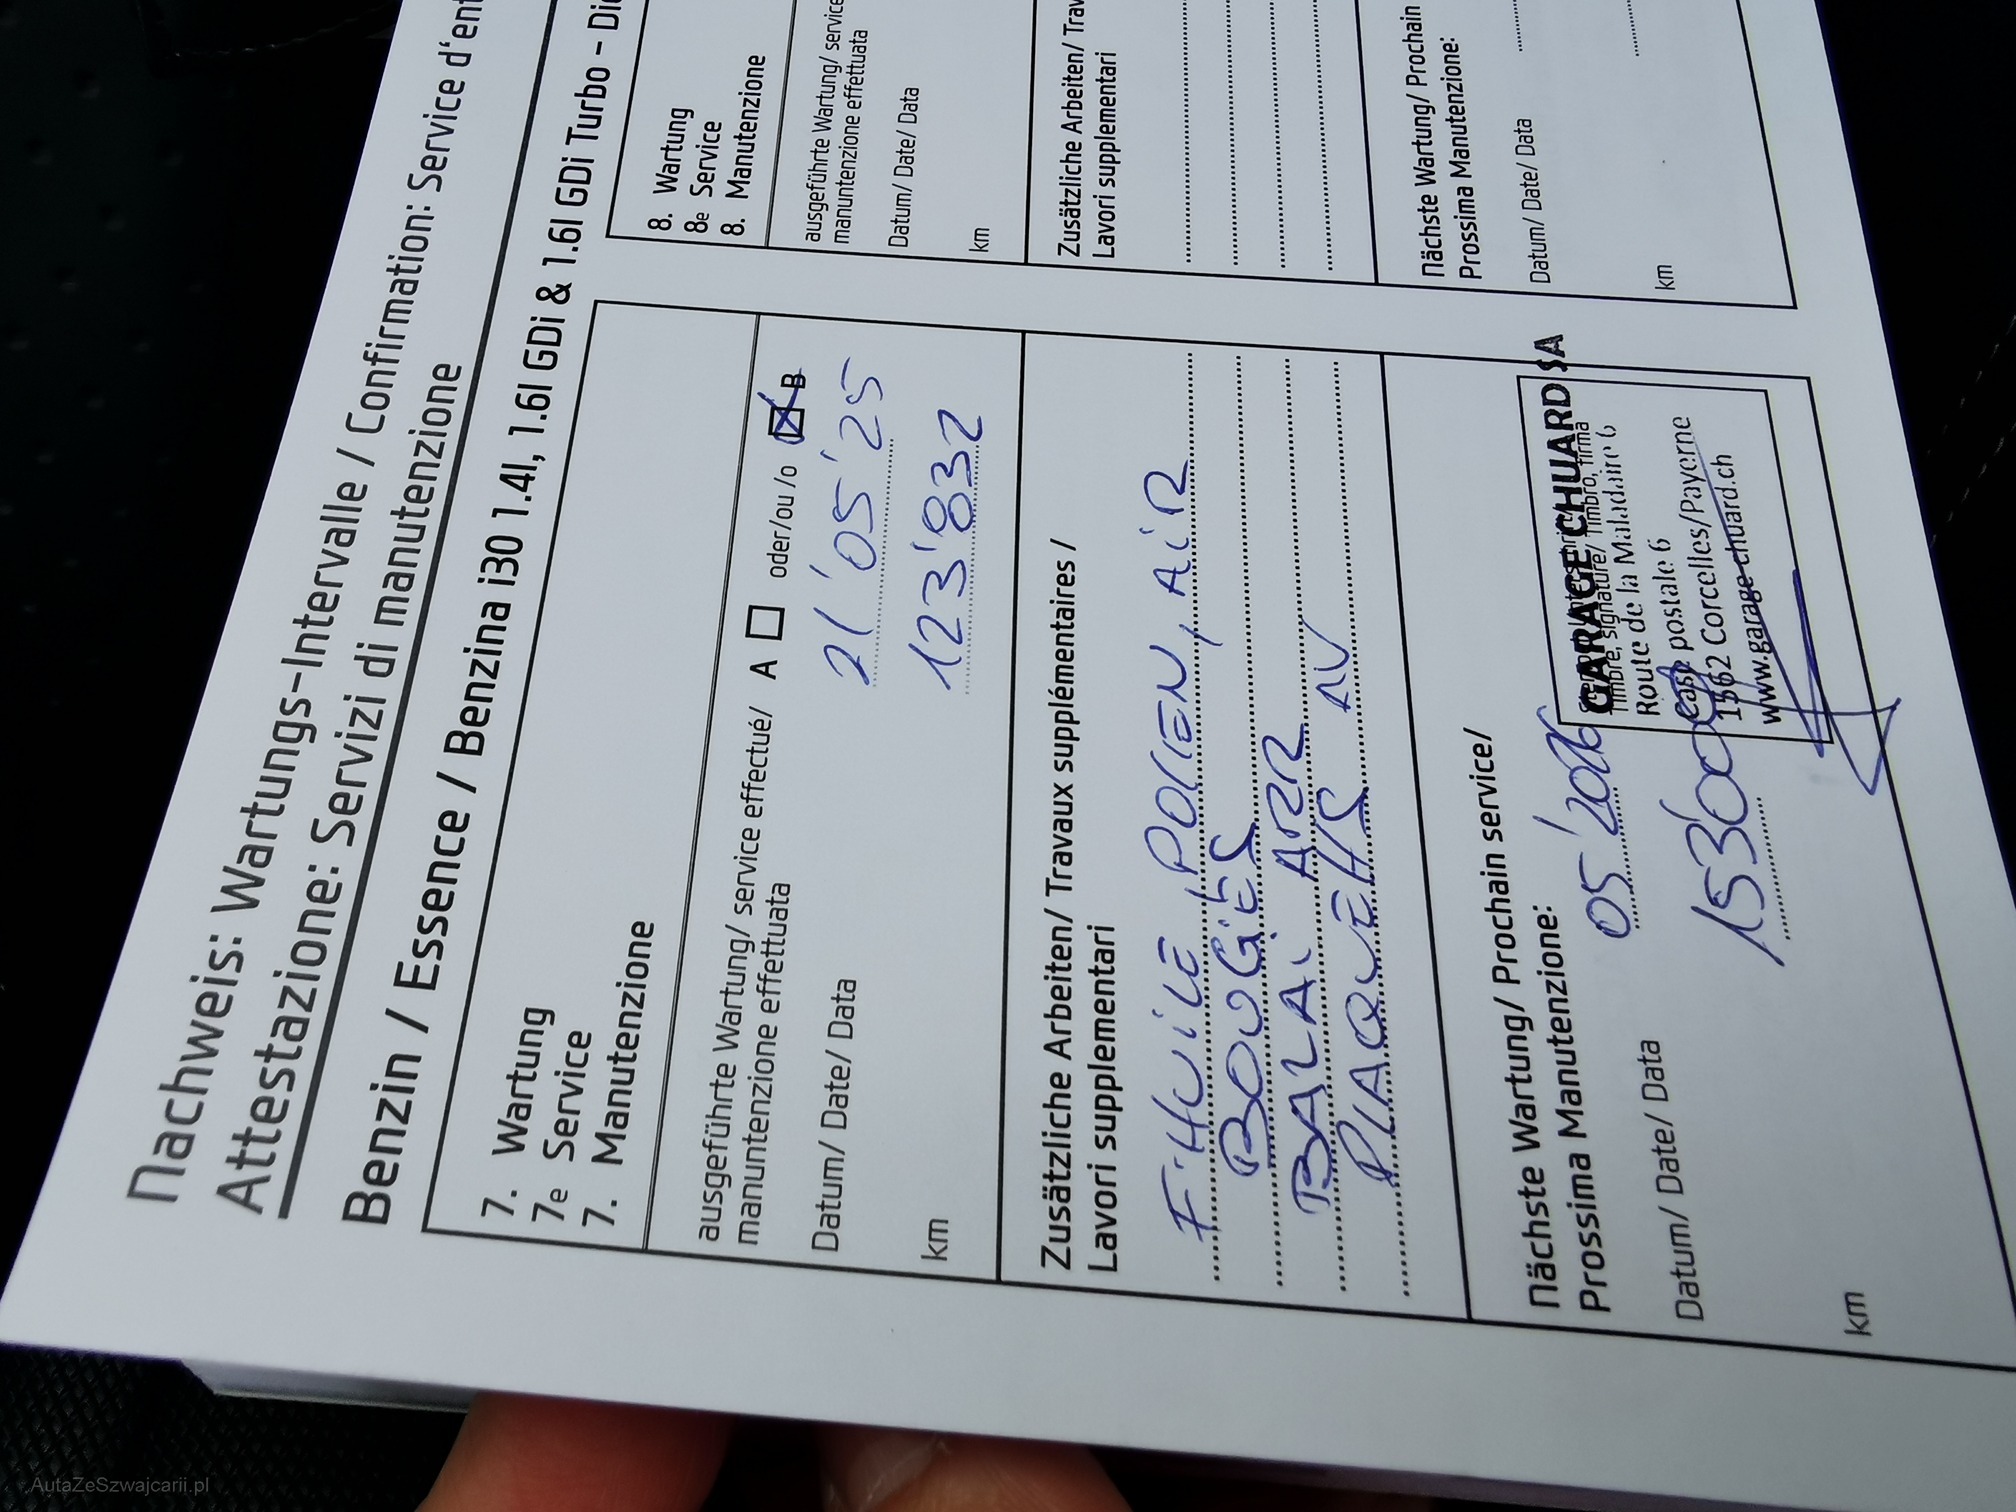 Nachweis: Wartungs-Intervalle / Confirmation: Service d'ent
Attestazione: Servizi di manutenzione
Benzin / Essence / Benzina i30 1.4l, 1.6l GDi & 1.6l GDi Turbo - Die
7. Wartung
7e Service
7. Manutenzione
ausgeführte Wartung/ service effectué/ A oder/ou /o B
manuntenzione effettuata
Datum/ Date/ Data 21'05'25
km 123'832
Zusätzliche Arbeiten/ Travaux supplémentaires /
Lavori supplementari
F. HUILE, POLLEN, AiR
BOUGiES
BALAi ARR
PLAQUETTS AV
Nächste Wartung/ Prochain service/
Prossima Manutenzione:
Datum/ Date/ Data 05'2026
km 153'000
GARAGE CHUARD SA
timbre, signature/ Timbro, firma
Route de la Maladaire 6
case postale 6
1562 Corcelles/Payerne
www.garage-chuard.ch
8. Wartung
8e Service
8. Manutenzione
ausgeführte Wartung/ service
manuntenzione effettuata
Datum/ Date/ Data
km
Zusätzliche Arbeiten/ Trav
Lavori supplementari
Nächste Wartung/ Prochain
Prossima Manutenzione:
Datum/ Date/ Data
km
AutaZeSzwajcarii.pl